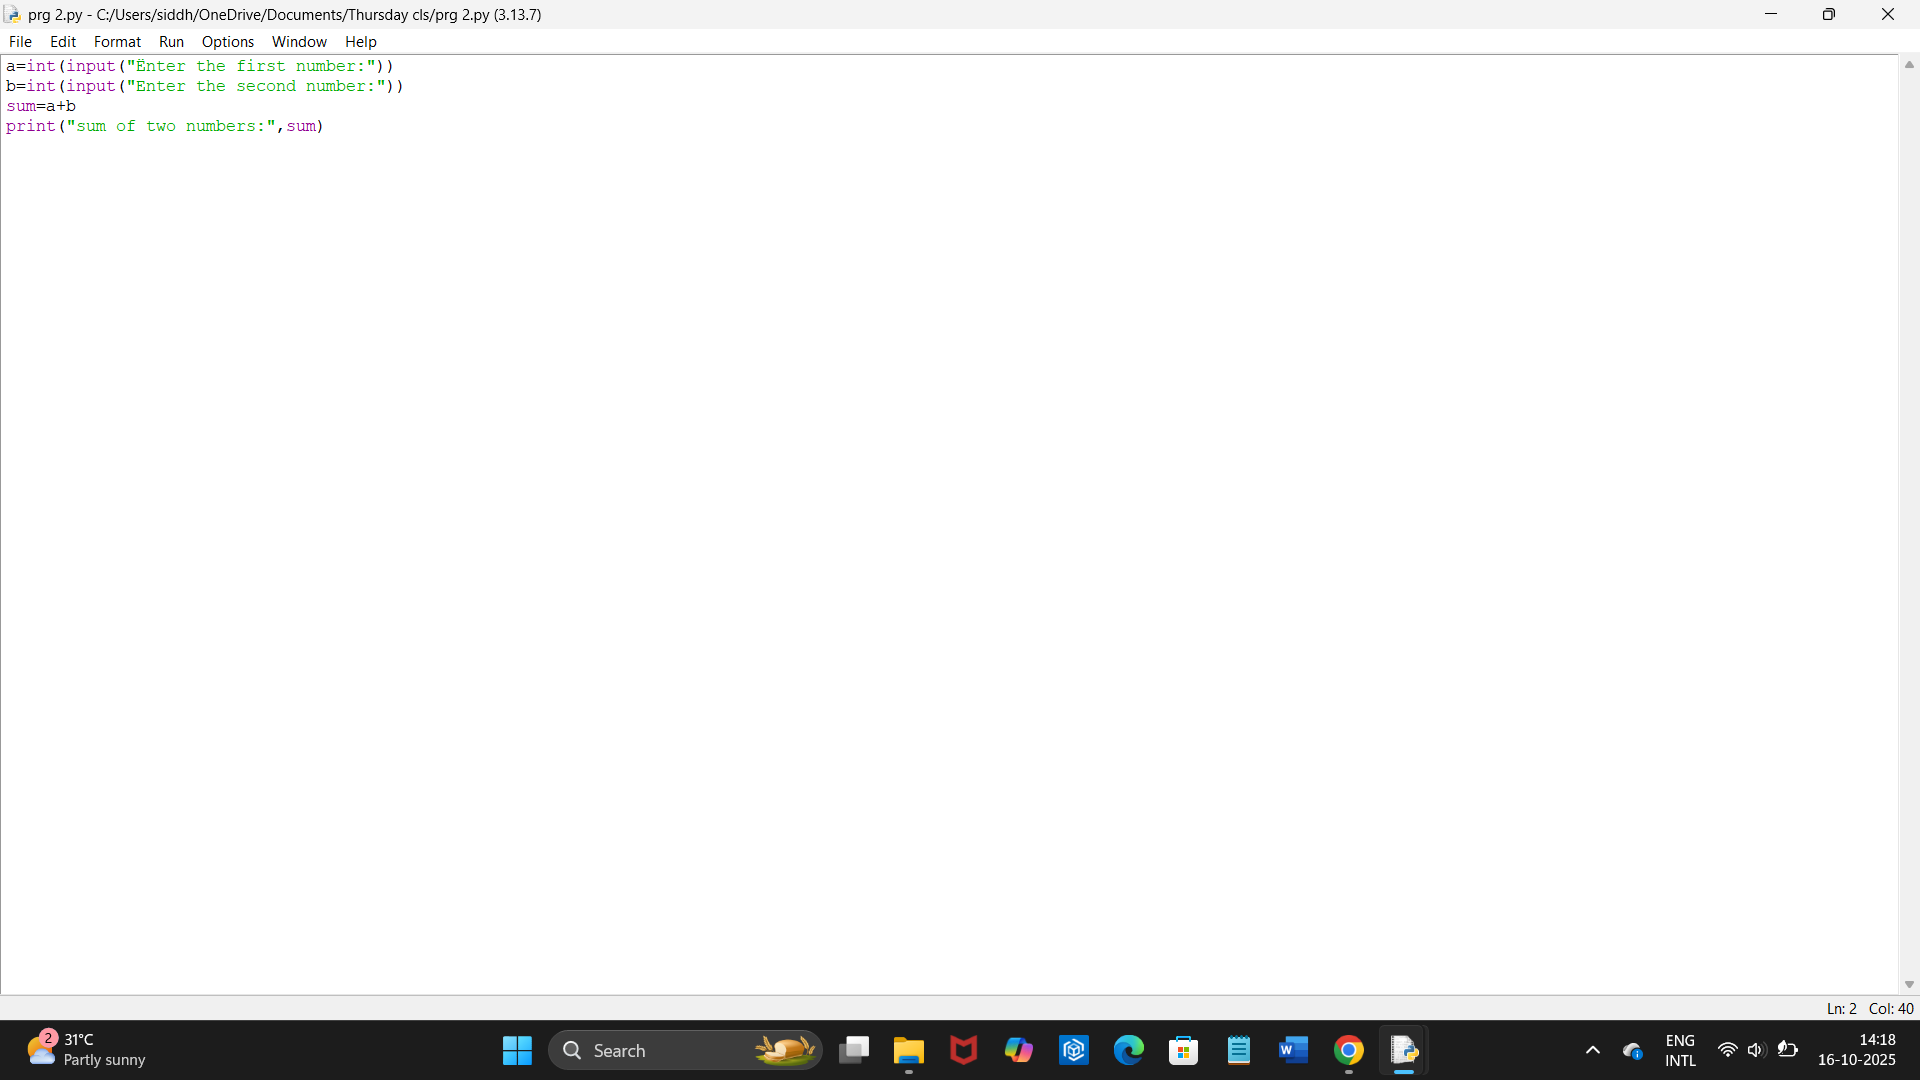 prg 2.py - C:/Users/siddh/OneDrive/Documents/Thursday cls/prg 2.py (3.13.7)
File Edit Format Run Options Window Help
a=int(input("Ënter the first number:"))
b=int(input("Enter the second number:"))
sum=a+b
print("sum of two numbers:",sum)
Ln: 2 Col: 40
2
31°C
Partly sunny
Search
W
ENG
INTL
14:18
16-10-2025